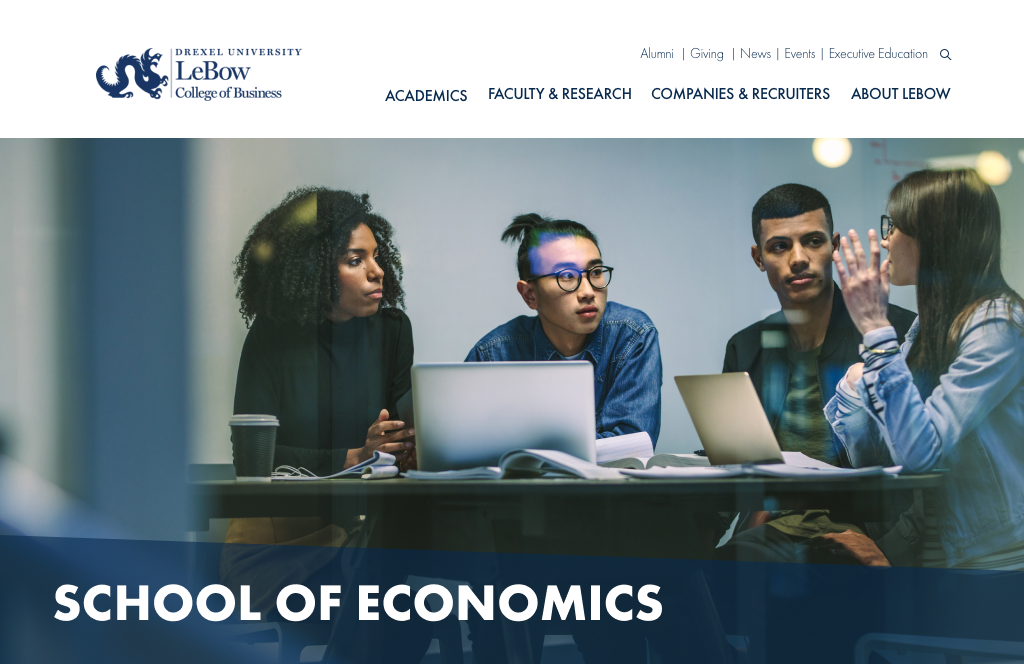 Alumni | Giving | News | Events | Executive Education
DREXEL UNIVERSITY
LeBow
College of Business
ACADEMICS FACULTY & RESEARCH COMPANIES & RECRUITERS ABOUT LEBOW
SCHOOL OF ECONOMICS